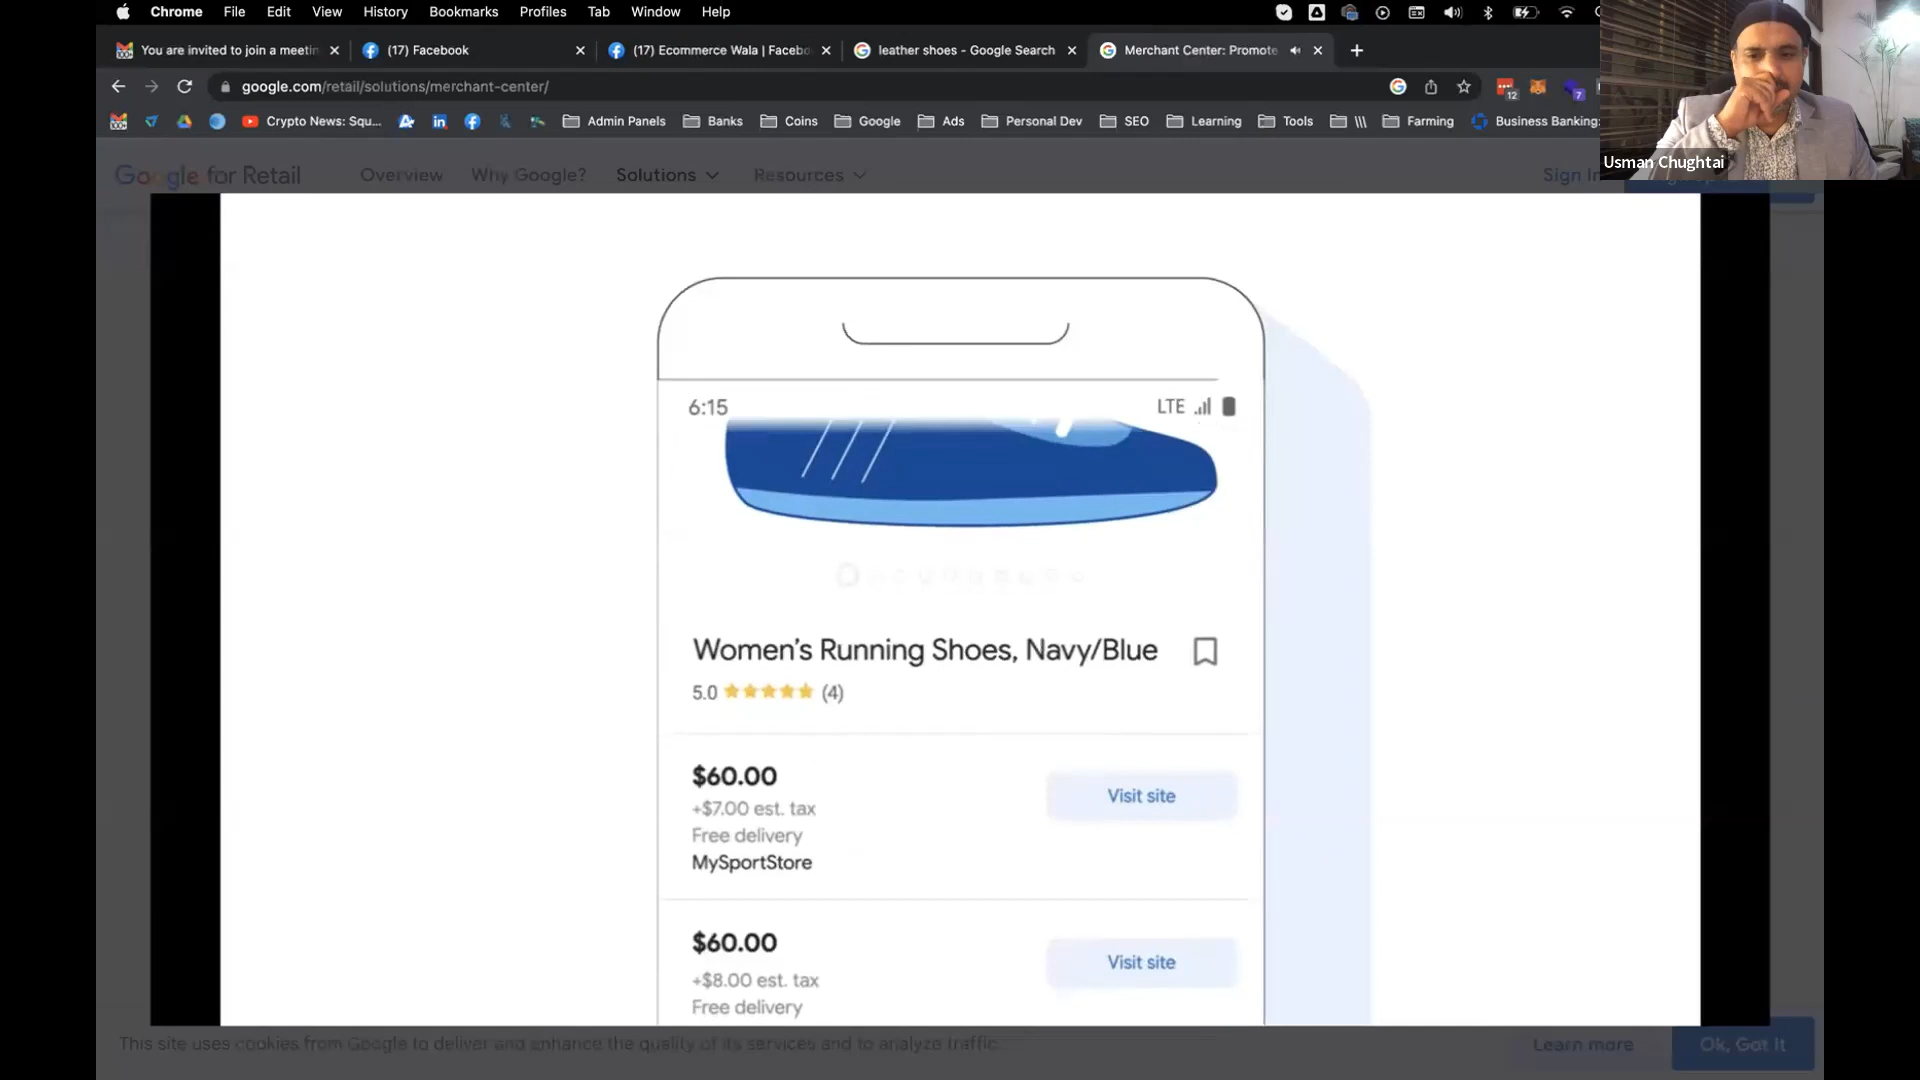 Chrome File Edit View History Bookmarks Profiles Tab Window Help
You are invited to join a meetin (17) Facebook (17) Ecommerce Wala | Facebo leather shoes - Google Search Merchant Center: Promote
google.com/retail/solutions/merchant-center/ 12 7
Crypto News: Squ... Admin Panels Banks Coins Google Ads Personal Dev SEO Learning Tools \\\ Farming Business Banking:
Usman Chughtai
Google for Retail Overview Why Google? Solutions Resources Sign In
6:15 LTE
Women's Running Shoes, Navy/Blue
5.0 ★★★★★ (4)
$60.00
+$7.00 est. tax
Visit site
Free delivery
MySportStore
$60.00
+$8.00 est. tax
Visit site
Free delivery
This site uses cookies from Google to deliver and enhance the quality of its services and to analyze traffic.
Learn more Ok, Got It